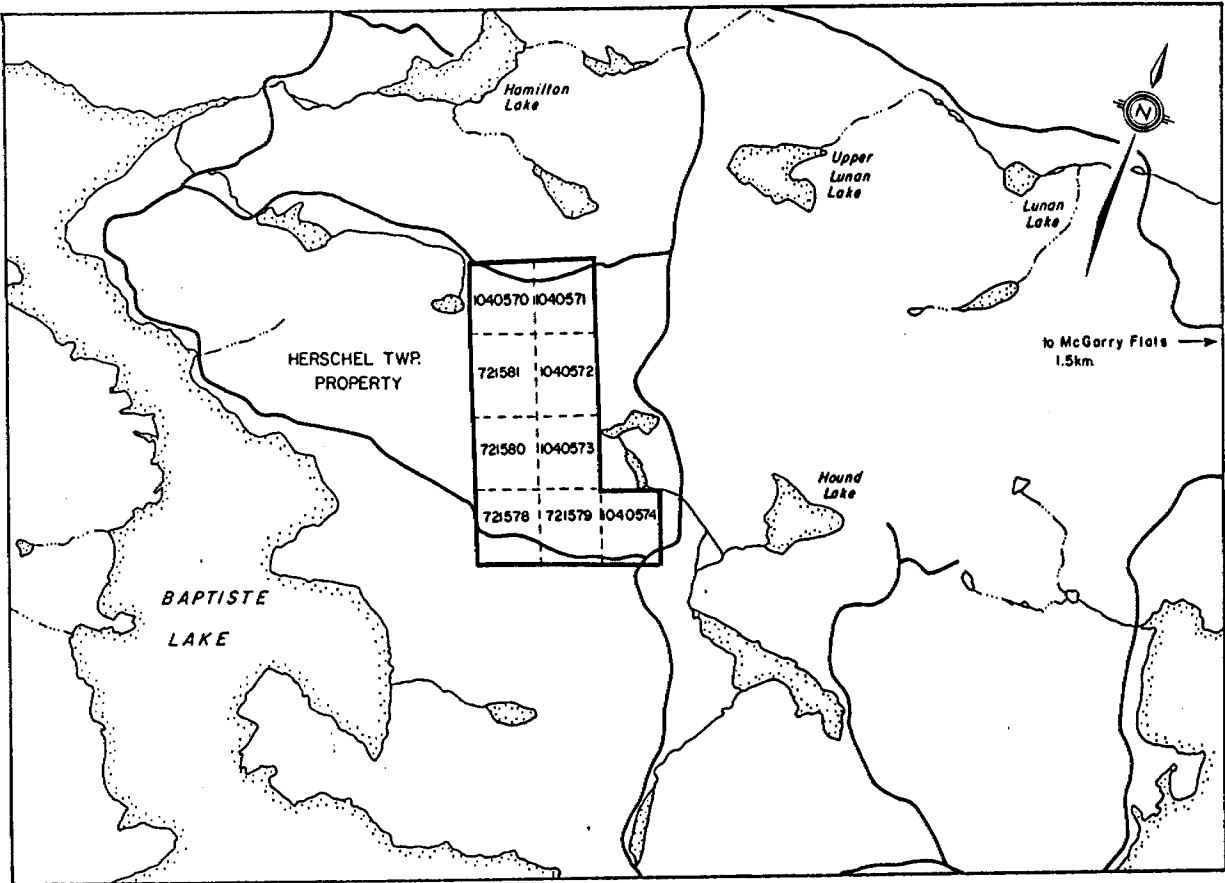 Hamilton
Lake
N
Upper
Lunan
Lake
Lunan
Lake
1040570
1040571
to McGarry Flats
1.5km.
HERSCHEL TWP.
PROPERTY
721581
1040572
721580
1040573
Hound
Lake
721578
721579
1040574
BAPTISTE
LAKE